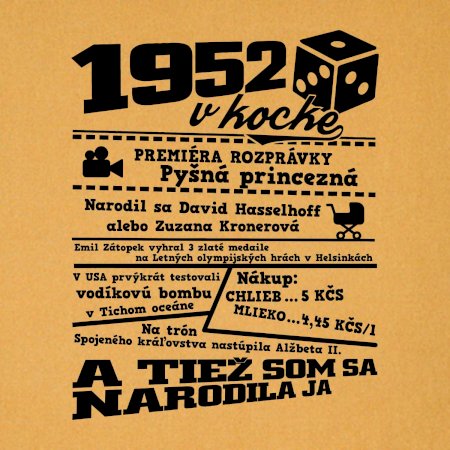 1952
v kocke
PREMIÉRA ROZPRÁVKY
Pyšná princezná
Narodil sa David Hasselhoff
alebo Zuzana Kronerová
Emil Zátopek vyhral 3 zlaté medaile
na Letných olympijských hrách v Helsinkách
V USA prvýkrát testovali
vodíkovú bombu
v Tichom oceáne
Nákup:
CHLIEB ... 5 KČS
MLIEKO...4,45 KČS/l
Na trón
Spojeného kráľovstva nastúpila Alžbeta II.
A TIEŽ SOM SA
NARODILA JA